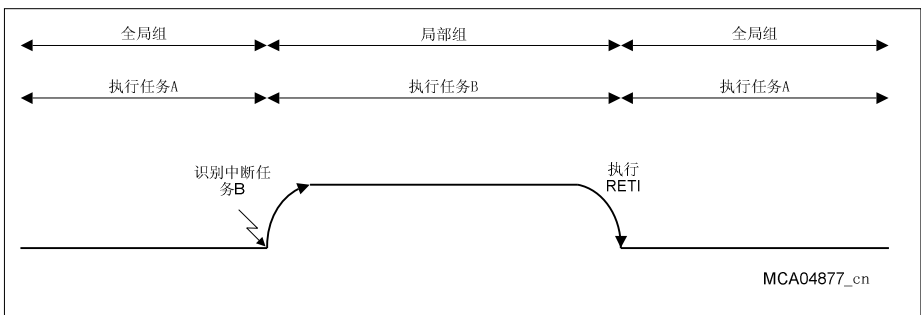 全局组
局部组
全局组
执行任务A
执行任务B
执行任务A
识别中断任
务B
执行
RETI
MCA04877_cn